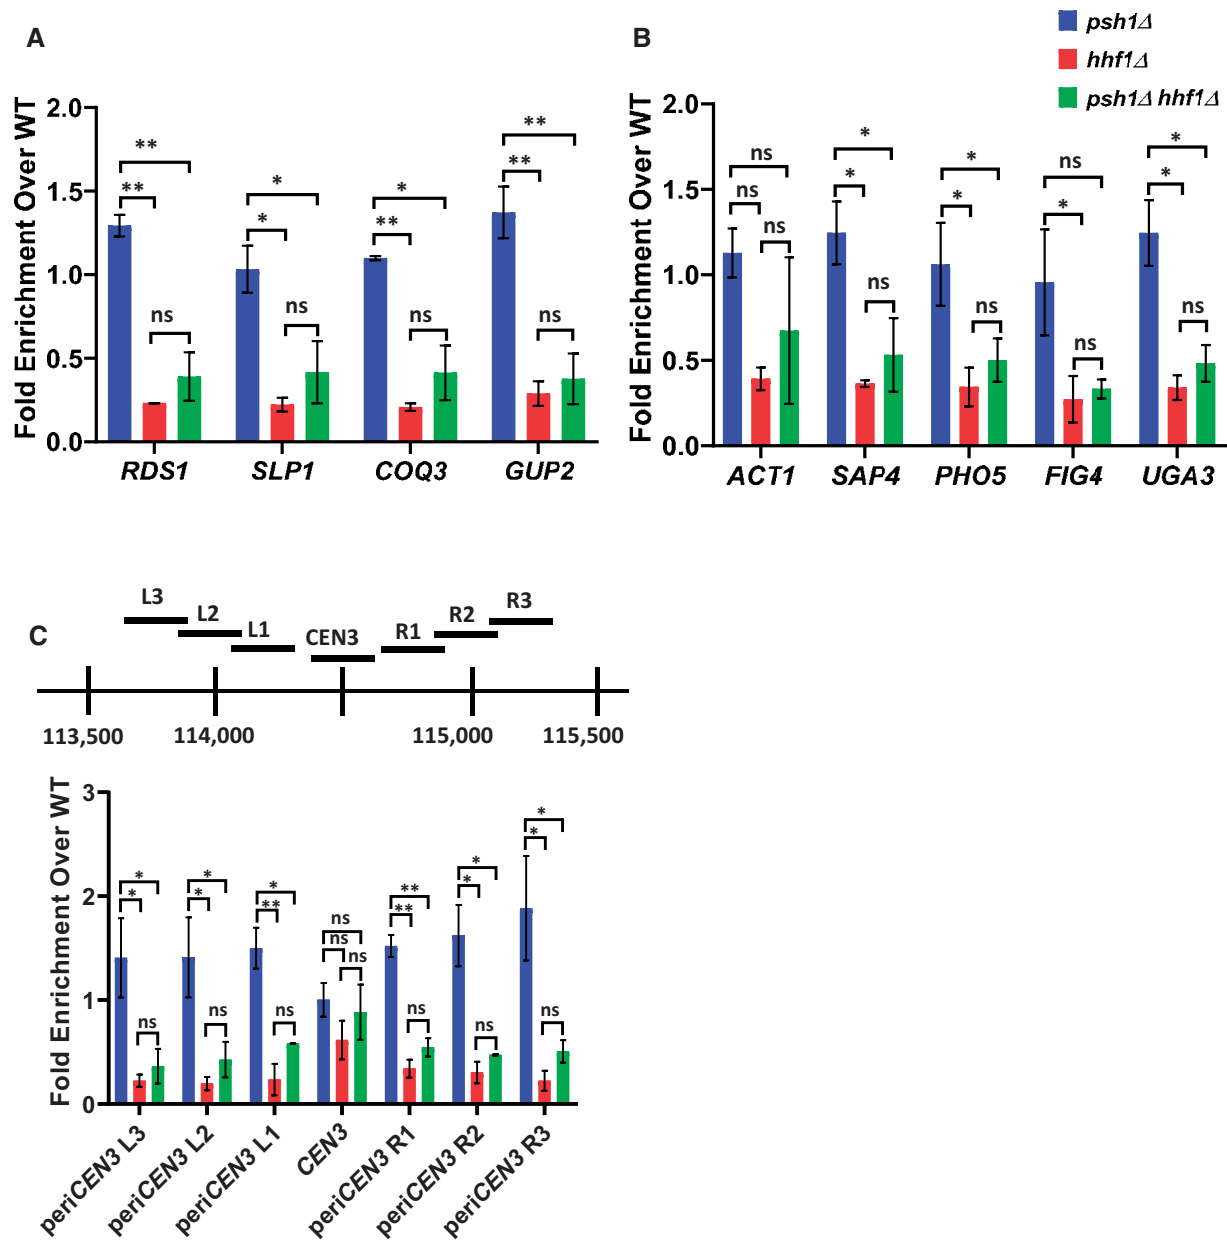 A
Fold Enrichment Over WT
2.0
1.5
1.0
0.5
0.0
** ** ns
* * ns
* ** ns
** ** ns
RDS1 SLP1 COQ3 GUP2
B
psh1Δ
hhf1Δ
psh1Δ hhf1Δ
Fold Enrichment Over WT
2.0
1.5
1.0
0.5
0.0
ns ns ns
* * ns
* * ns
ns * ns
* * ns
ACT1 SAP4 PHO5 FIG4 UGA3
C
L3 L2 L1 CEN3 R1 R2 R3
113,500 114,000 115,000 115,500
Fold Enrichment Over WT
3
2
1
0
* * ns
* * ns
* ** ns
ns ns ns
** ** ns
* * ns
* * ns
periCEN3 L3
periCEN3 L2
periCEN3 L1
CEN3
periCEN3 R1
periCEN3 R2
periCEN3 R3